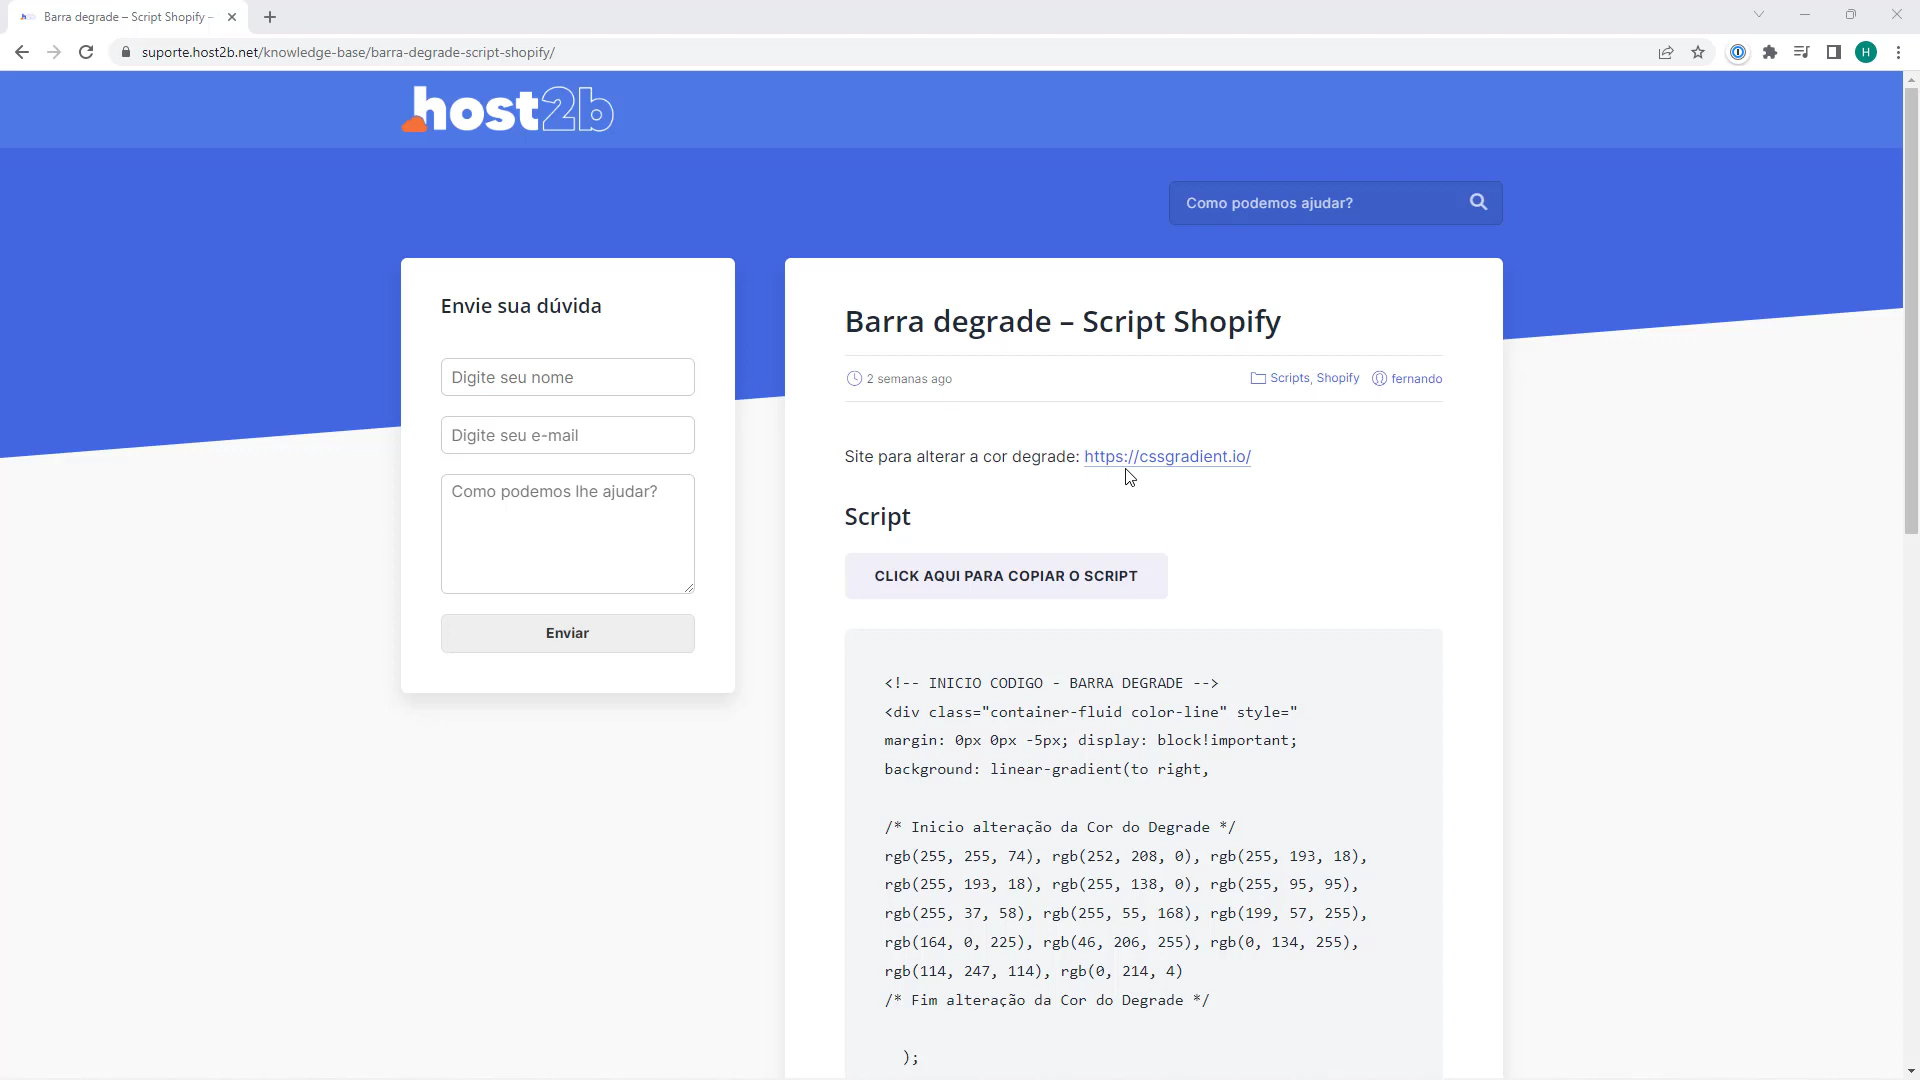 Barra degrade – Script Shopify –
suporte.host2b.net/knowledge-base/barra-degrade-script-shopify/
H
host2b
Como podemos ajudar?
Envie sua dúvida
Digite seu nome
Digite seu e-mail
Como podemos lhe ajudar?
Enviar
Barra degrade – Script Shopify
2 semanas ago
Scripts, Shopify
fernando
Site para alterar a cor degrade: https://cssgradient.io/
Script
CLICK AQUI PARA COPIAR O SCRIPT
<!-- INICIO CODIGO - BARRA DEGRADE -->
<div class="container-fluid color-line" style="
margin: 0px 0px -5px; display: block!important;
background: linear-gradient(to right,
/* Inicio alteração da Cor do Degrade */
rgb(255, 255, 74), rgb(252, 208, 0), rgb(255, 193, 18),
rgb(255, 193, 18), rgb(255, 138, 0), rgb(255, 95, 95),
rgb(255, 37, 58), rgb(255, 55, 168), rgb(199, 57, 255),
rgb(164, 0, 225), rgb(46, 206, 255), rgb(0, 134, 255),
rgb(114, 247, 114), rgb(0, 214, 4)
/* Fim alteração da Cor do Degrade */
);